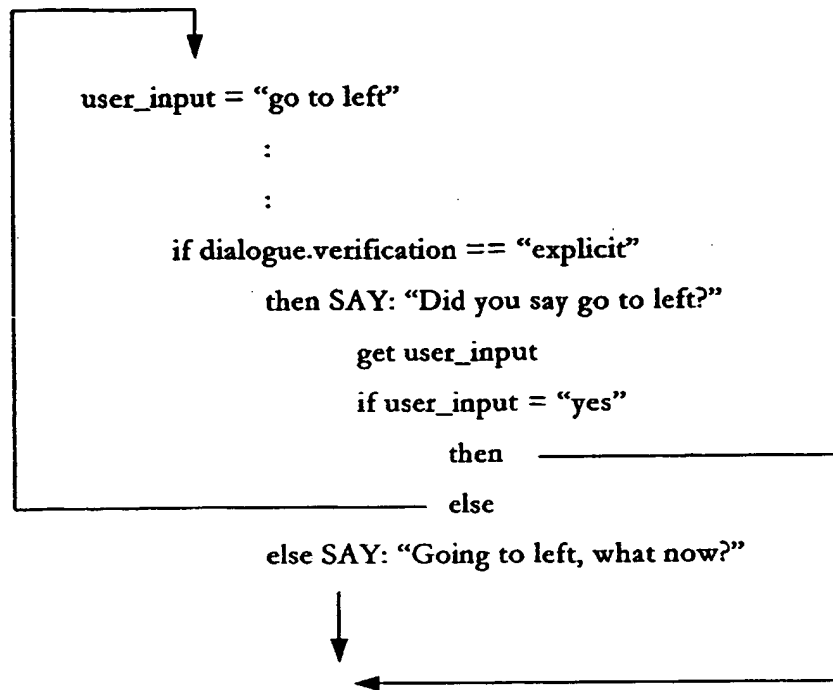 user_input = “go to left”
:
:
if dialogue.verification == “explicit”
then SAY: “Did you say go to left?”
get user_input
if user_input = “yes”
then
else
else SAY: “Going to left, what now?”